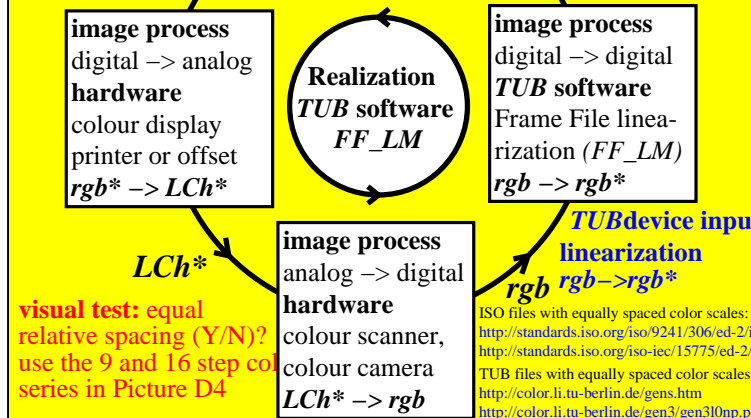 image process
digital –> analog
hardware
colour display
printer or offset
rgb* –> LCh*
Realization
TUB software
FF_LM
image process
digital –> digital
TUB software
Frame File linea-
rization (FF_LM)
rgb –> rgb*
LCh*
image process
analog –> digital
hardware
colour scanner,
colour camera
LCh* –> rgb
rgb
TUBdevice inpu
linearization
rgb–>rgb*
visual test: equal
relative spacing (Y/N)?
use the 9 and 16 step col
series in Picture D4
ISO files with equally spaced color scales:
http://standards.iso.org/iso/9241/306/ed-2/i
http://standards.iso.org/iso-iec/15775/ed-2/
TUB files with equally spaced color scales
http://color.li.tu-berlin.de/gens.htm
http://color.li.tu-berlin.de/gen3/gen3l0np.p